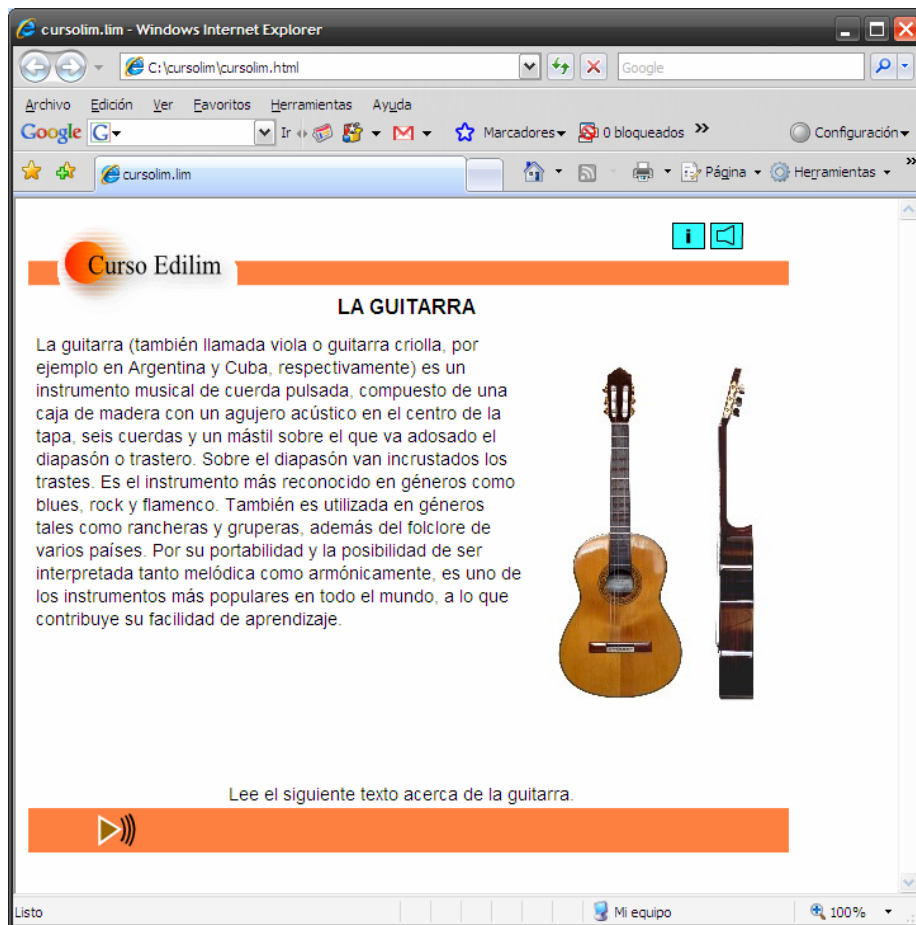 cursolim.lim - Windows Internet Explorer
C:\cursolim\cursolim.html
Google
Archivo Edición Ver Favoritos Herramientas Ayuda
Google G Ir Marcadores 0 bloqueados Configuración
cursolim.lim Página Herramientas
i
Curso Edilim
LA GUITARRA
La guitarra (también llamada viola o guitarra criolla, por
ejemplo en Argentina y Cuba, respectivamente) es un
instrumento musical de cuerda pulsada, compuesto de una
caja de madera con un agujero acústico en el centro de la
tapa, seis cuerdas y un mástil sobre el que va adosado el
diapasón o trastero. Sobre el diapasón van incrustados los
trastes. Es el instrumento más reconocido en géneros como
blues, rock y flamenco. También es utilizada en géneros
tales como rancheras y gruperas, además del folclore de
varios países. Por su portabilidad y la posibilidad de ser
interpretada tanto melódica como armónicamente, es uno de
los instrumentos más populares en todo el mundo, a lo que
contribuye su facilidad de aprendizaje.
Lee el siguiente texto acerca de la guitarra.
Listo Mi equipo 100%